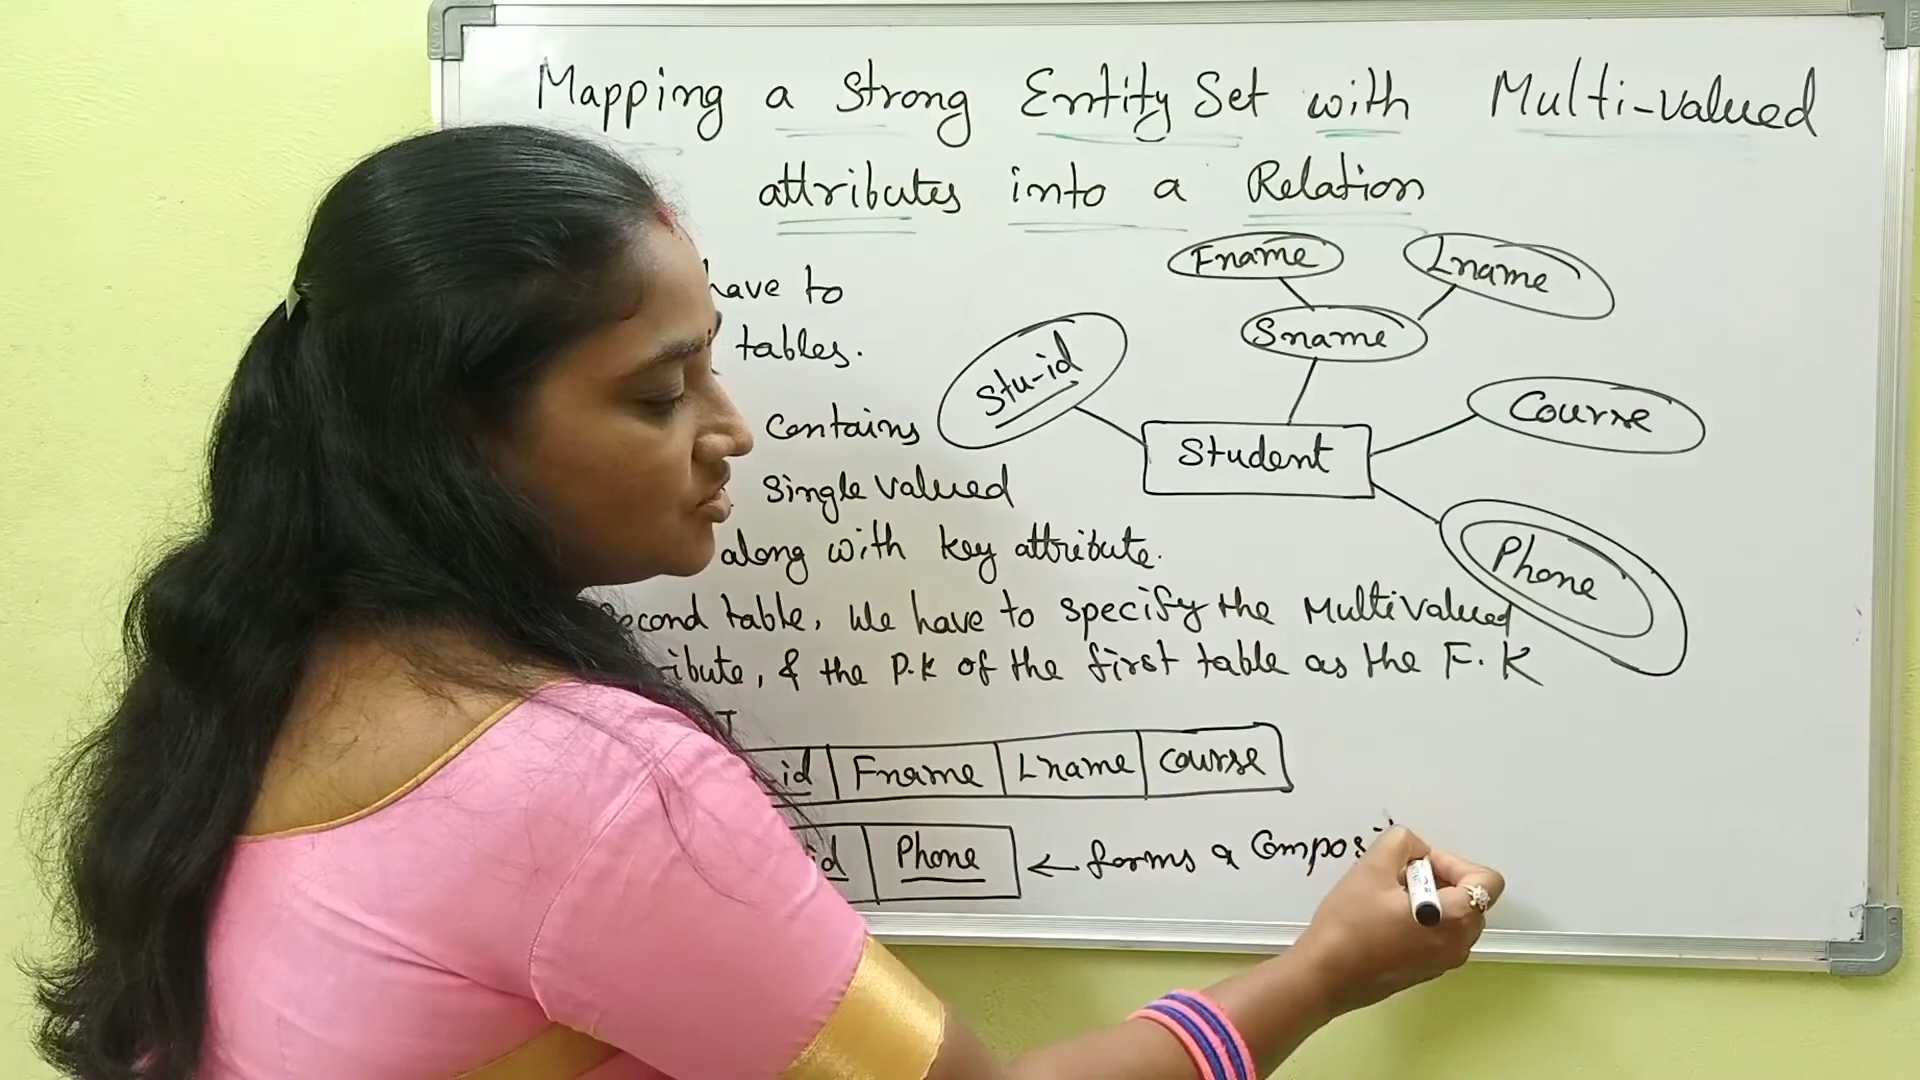 Mapping a Strong Entity Set with Multi-valued
attributes into a Relation
Fname
Lname
have to
Sname
tables.
Stu-id
Course
contains
Student
single valued
along with key attribute.
Phone
second table, We have to specify the Multivalued
ribute, & the P.K of the first table as the F.K
T
id Fname Lname Course
id Phone ← forms a Composi